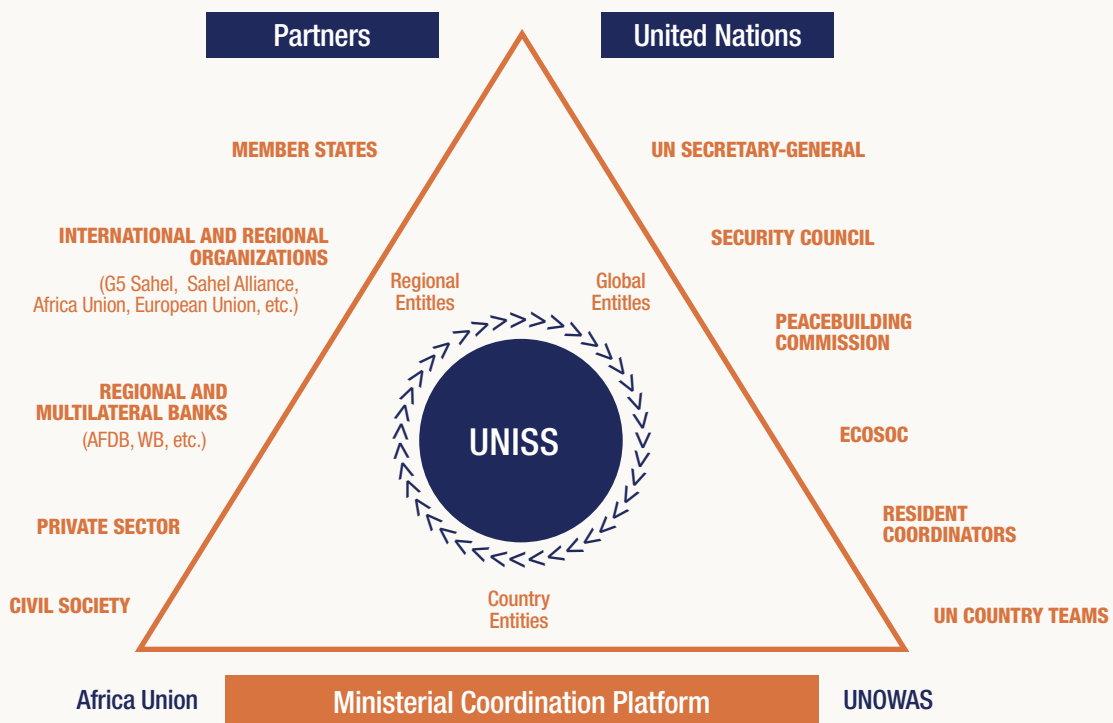 Partners
United Nations
MEMBER STATES
UN SECRETARY-GENERAL
INTERNATIONAL AND REGIONAL
ORGANIZATIONS
(G5 Sahel, Sahel Alliance,
Africa Union, European Union, etc.)
SECURITY COUNCIL
Regional
Entitles
Global
Entitles
PEACEBUILDING
COMMISSION
REGIONAL AND
MULTILATERAL BANKS
(AFDB, WB, etc.)
UNISS
ECOSOC
PRIVATE SECTOR
RESIDENT
COORDINATORS
CIVIL SOCIETY
Country
Entities
UN COUNTRY TEAMS
Africa Union
Ministerial Coordination Platform
UNOWAS